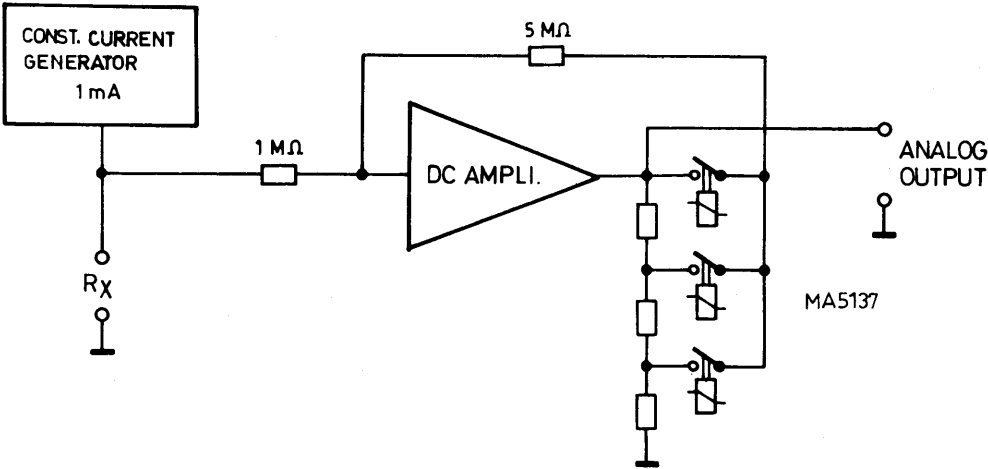 CONST. CURRENT
GENERATOR
1 mA
5 MΩ
1 MΩ
DC AMPLI.
ANALOG
OUTPUT
RX
MA5137